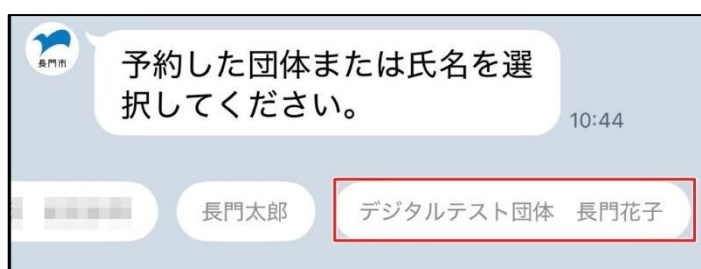 予約した団体または氏名を選
択してください。
10:44
長門市
長門太郎
デジタルテスト団体　長門花子